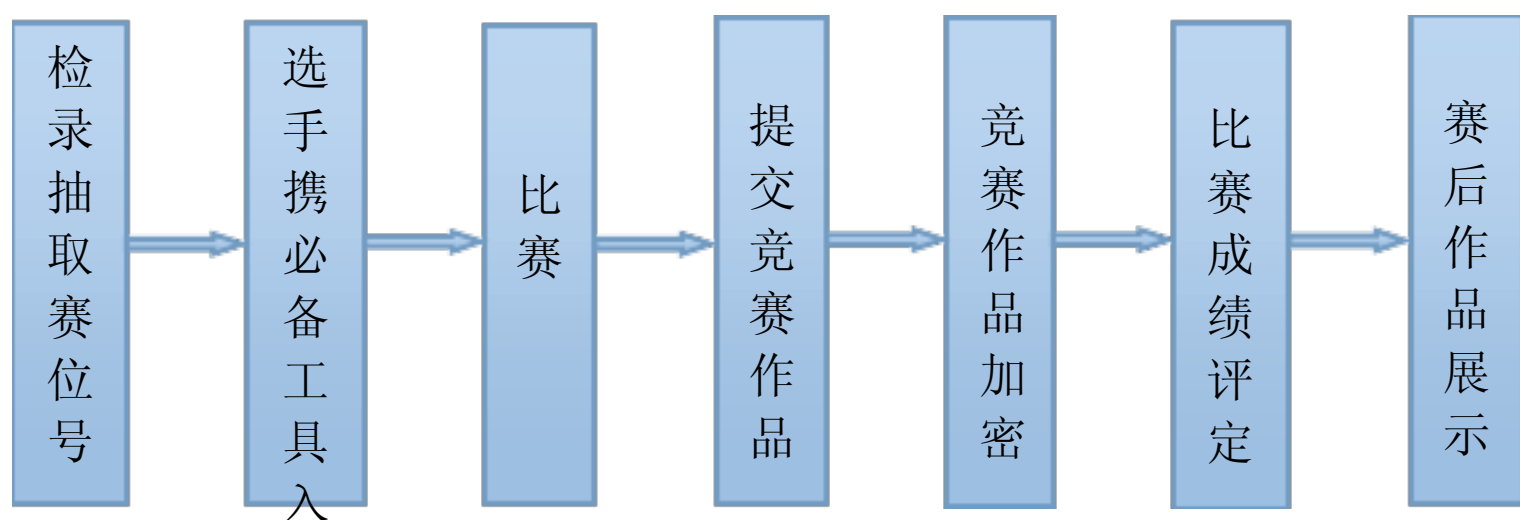 检录抽取赛位号
选手携必备工具入
比赛
提交竞赛作品
竞赛作品加密
比赛成绩评定
赛后作品展示